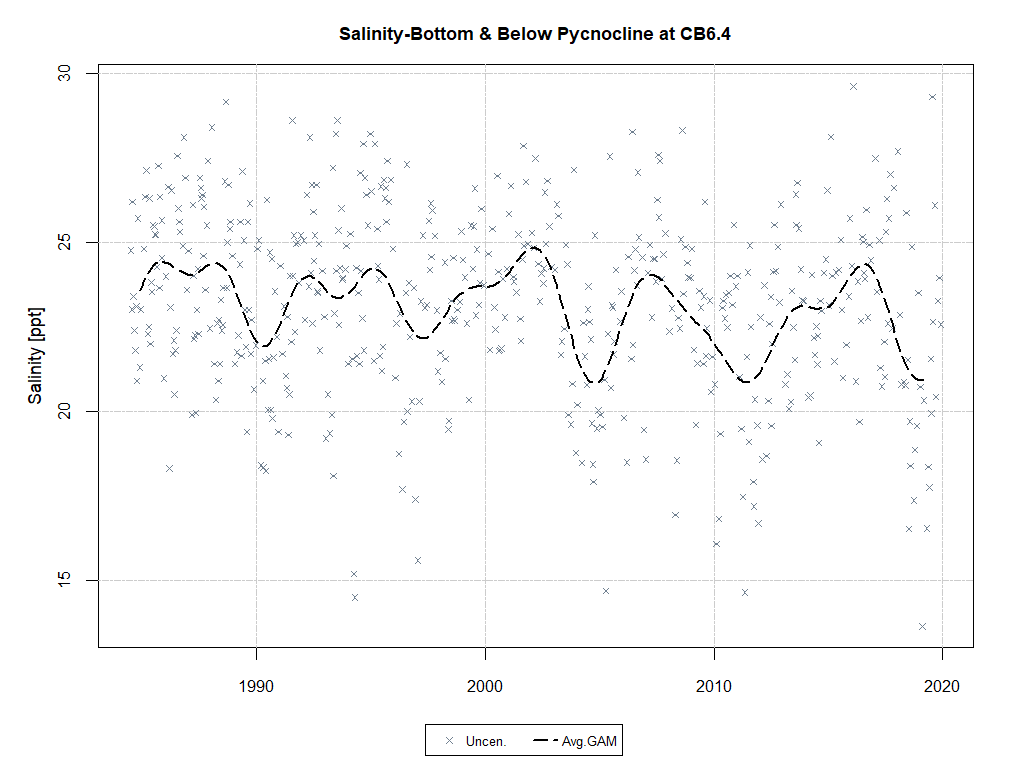 Salinity-Bottom & Below Pycnocline at CB6.4
Salinity [ppt]
30
25
20
15
1990 2000 2010 2020
Uncen. Avg.GAM